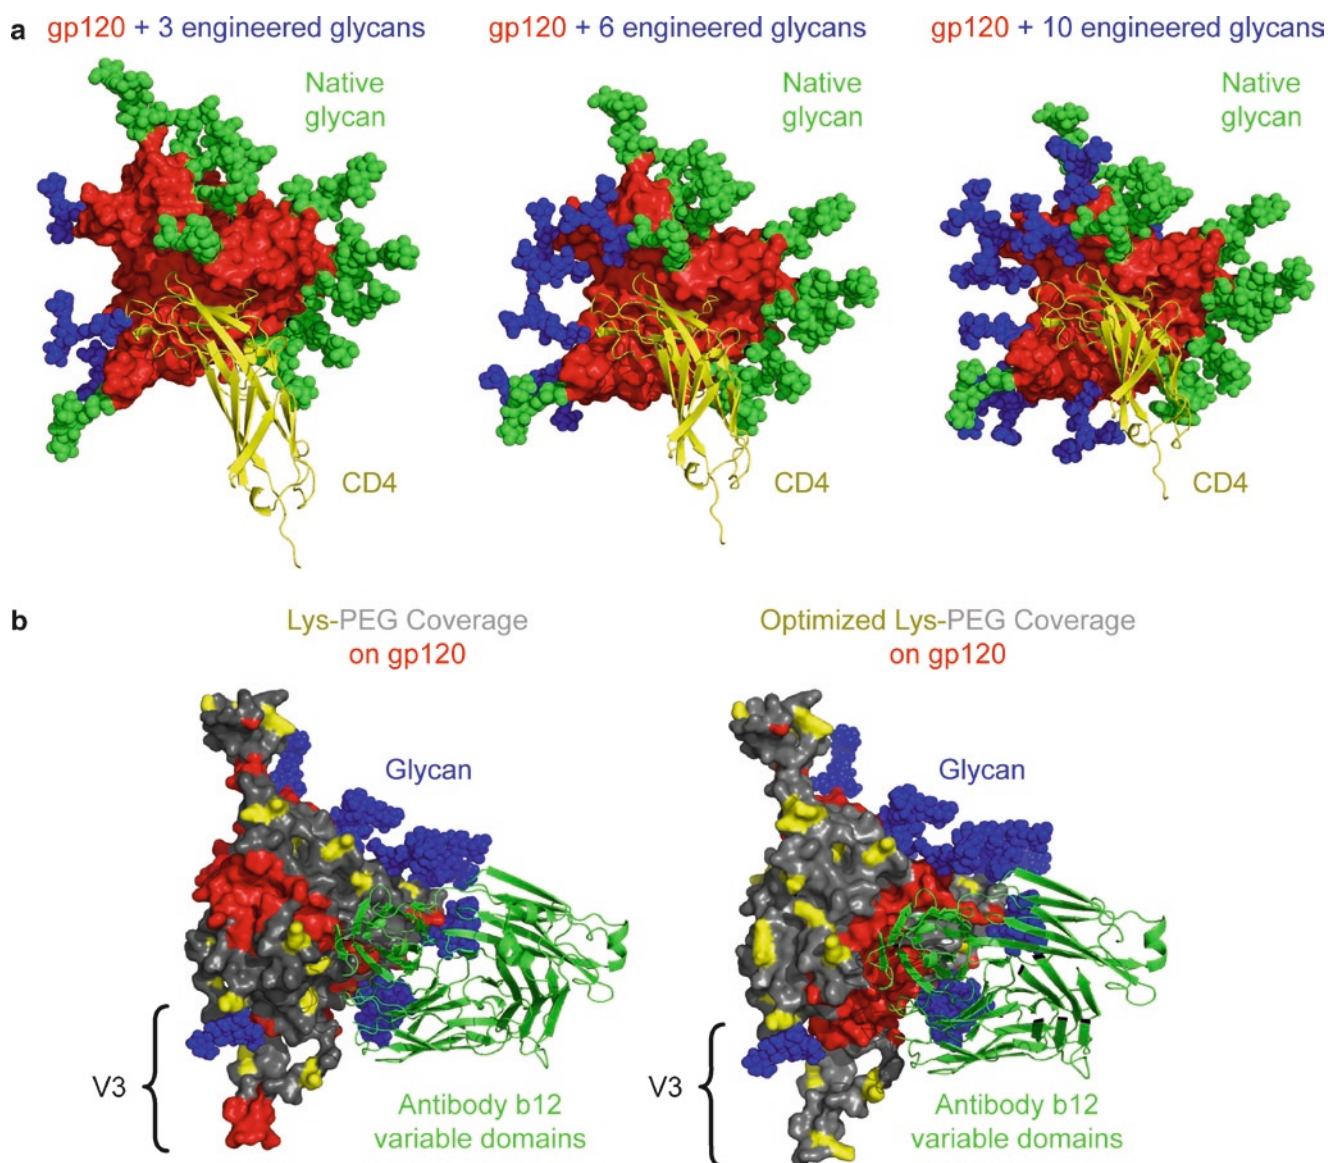 a gp120 + 3 engineered glycans gp120 + 6 engineered glycans gp120 + 10 engineered glycans
Native Native Native
glycan glycan glycan
CD4 CD4 CD4
b Lys-PEG Coverage Optimized Lys-PEG Coverage
on gp120 on gp120
Glycan Glycan
V3 V3
Antibody b12 Antibody b12
variable domains variable domains